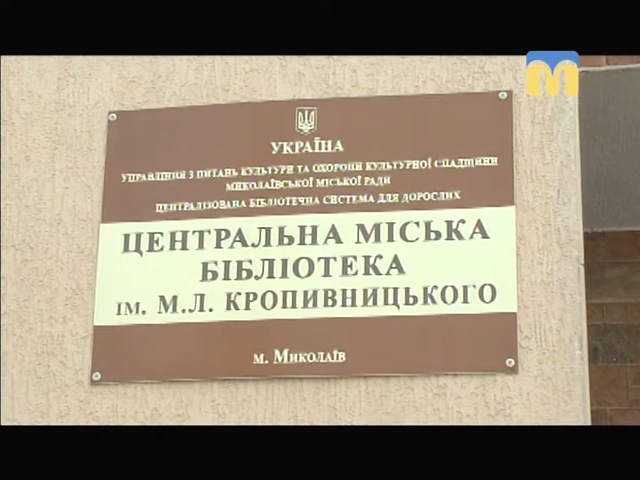 УКРАЇНА
УПРАВЛІННЯ З ПИТАНЬ КУЛЬТУРИ ТА ОХОРОНИ КУЛЬТУРНОЇ СПАДЩИНИ
МИКОЛАЇВСЬКОЇ МІСЬКОЇ РАДИ
ЦЕНТРАЛІЗОВАНА БІБЛІОТЕЧНА СИСТЕМА ДЛЯ ДОРОСЛИХ
ЦЕНТРАЛЬНА МІСЬКА
БІБЛІОТЕКА
ІМ. М.Л. КРОПИВНИЦЬКОГО
м. Миколаїв